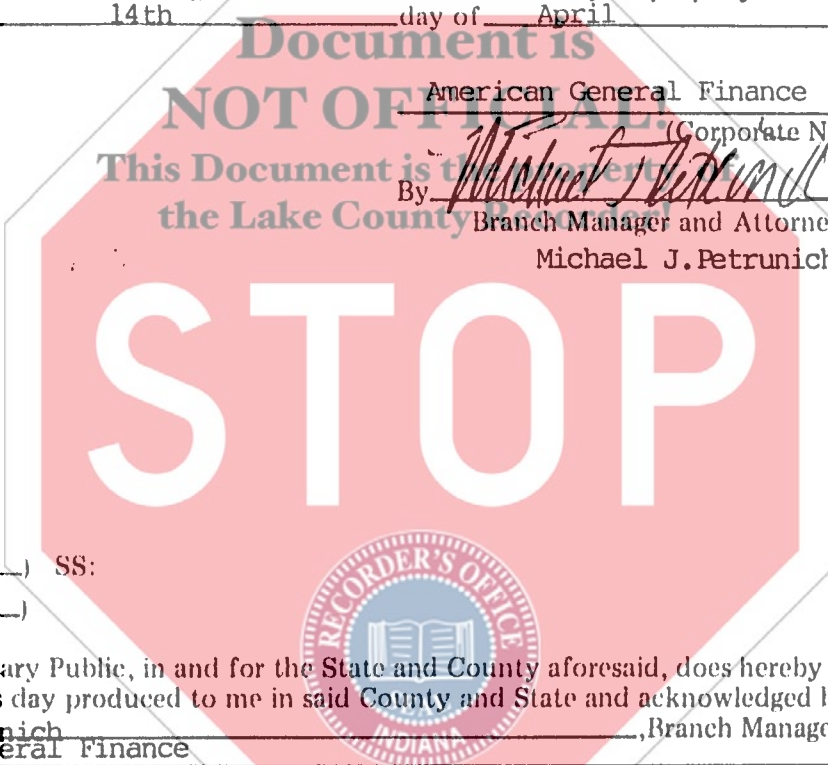 14th day of April
Document is
NOT OFFICIAL!
American General Finance
(Corporate N
This Document is the property of
By
the Lake County Recorder!
Branch Manager and Attorne
Michael J.Petrunich
STOP
) SS:
)
RECORDER'S OFFICE
INDIANA
ary Public, in and for the State and County aforesaid, does hereby
s day produced to me in said County and State and acknowledged b
nich ,Branch Manage
eral Finance